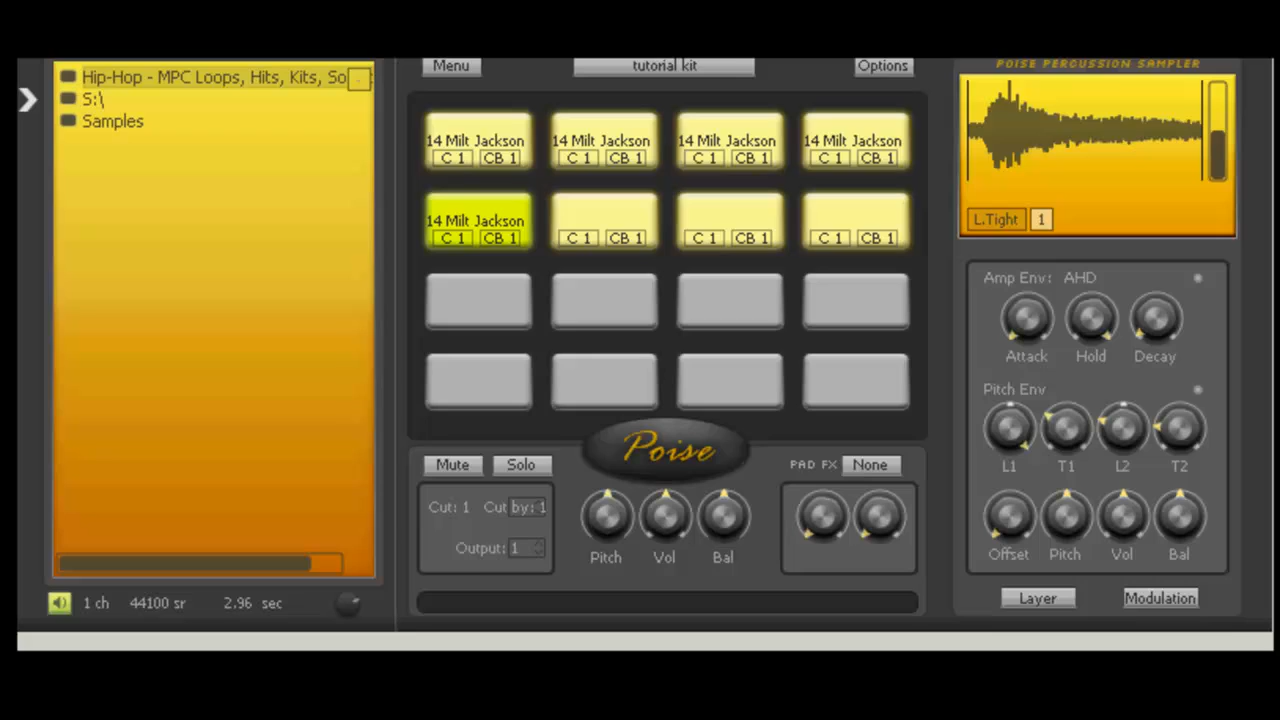 Hip-Hop - MPC Loops, Hits, Kits, So
S:\
Samples
1 ch 44100 sr 2.96 sec
Menu tutorial kit Options
14 Milt Jackson 14 Milt Jackson 14 Milt Jackson 14 Milt Jackson
C 1 CB 1 C 1 CB 1 C 1 CB 1 C 1 CB 1
14 Milt Jackson
C 1 CB 1 C 1 CB 1 C 1 CB 1 C 1 CB 1
Poise
Mute Solo PAD FX None
Cut: 1 Cut by: 1
Output: 1
Pitch Vol Bal
POISE PERCUSSION SAMPLER
L.Tight 1
Amp Env: AHD
Attack Hold Decay
Pitch Env
L1 T1 L2 T2
Offset Pitch Vol Bal
Layer Modulation